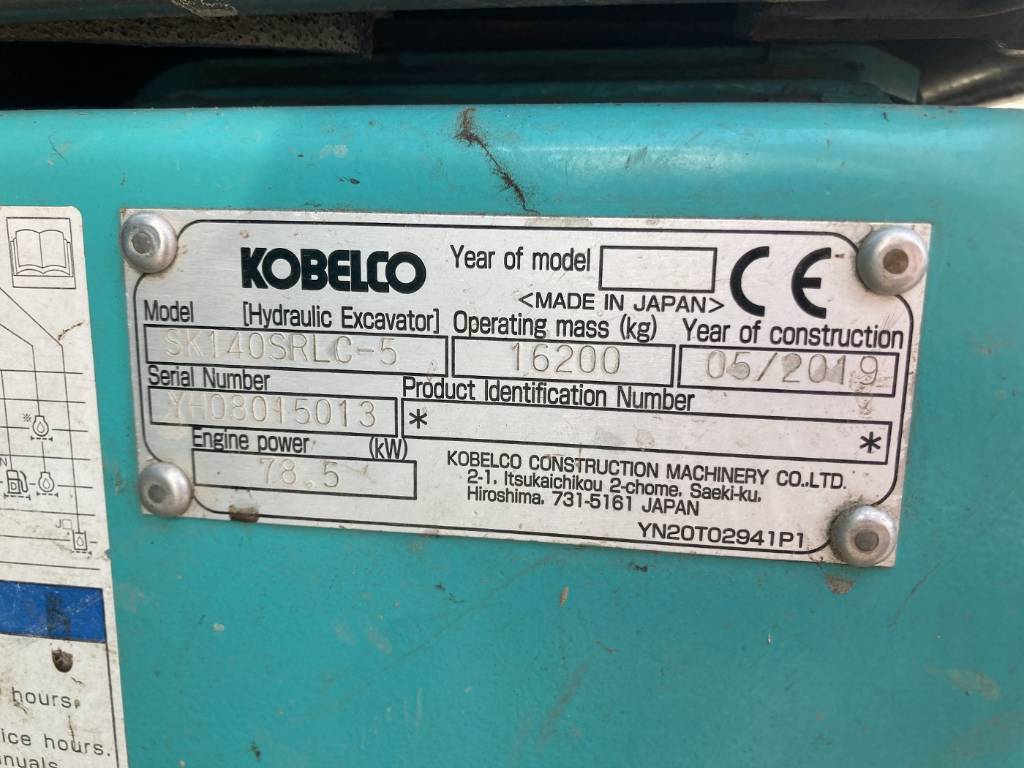 KOBELCO
Year of model
CE
<MADE IN JAPAN>
Model [Hydraulic Excavator] Operating mass (kg) Year of construction
SK140SRLC-5 16200 05/2019
Serial Number Product Identification Number
YH08015013 * *
Engine power (kW)
78.5
KOBELCO CONSTRUCTION MACHINERY CO.,LTD.
2-1, Itsukaichikou 2-chome, Saeki-ku,
Hiroshima, 731-5161 JAPAN
YN20T02941P1
hours.
ice hours.
nuals